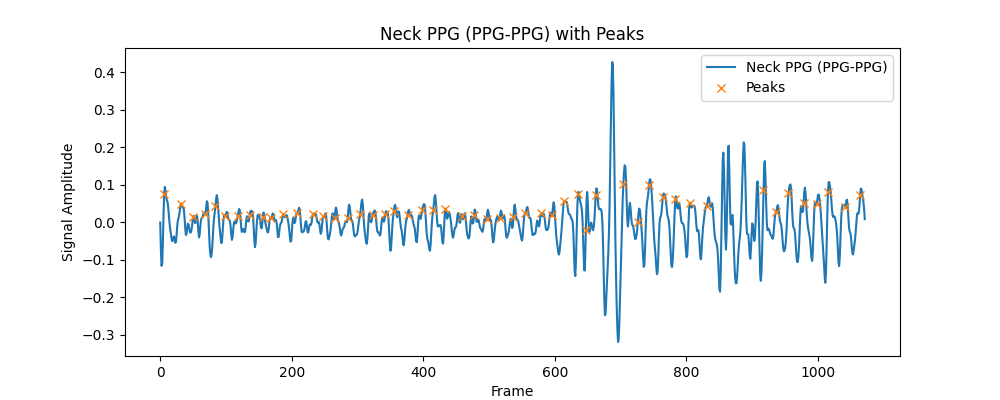 Neck PPG (PPG-PPG) with Peaks
Neck PPG (PPG-PPG)
Peaks
0.4
0.3
0.2
0.1
0.0
−0.1
−0.2
−0.3
Signal Amplitude
0 200 400 600 800 1000
Frame